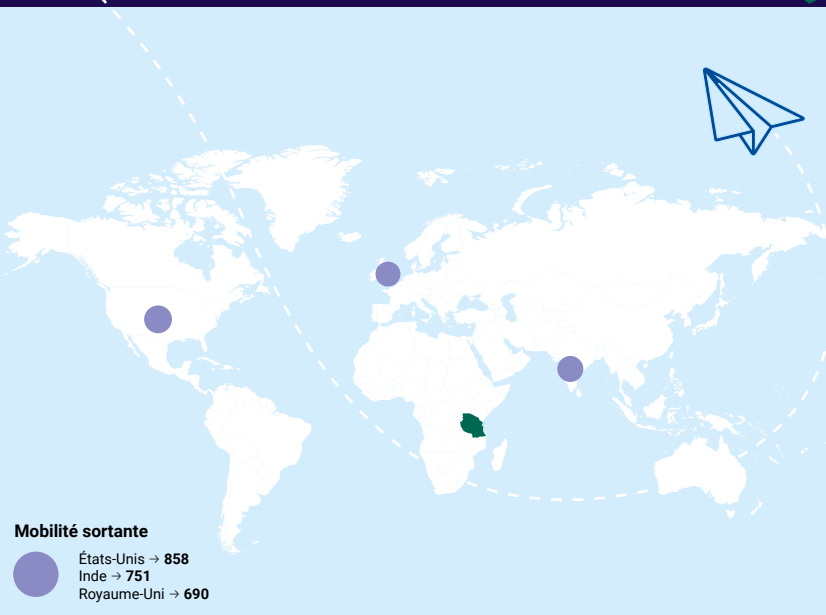 Mobilité sortante
États-Unis → 858
Inde → 751
Royaume-Uni → 690